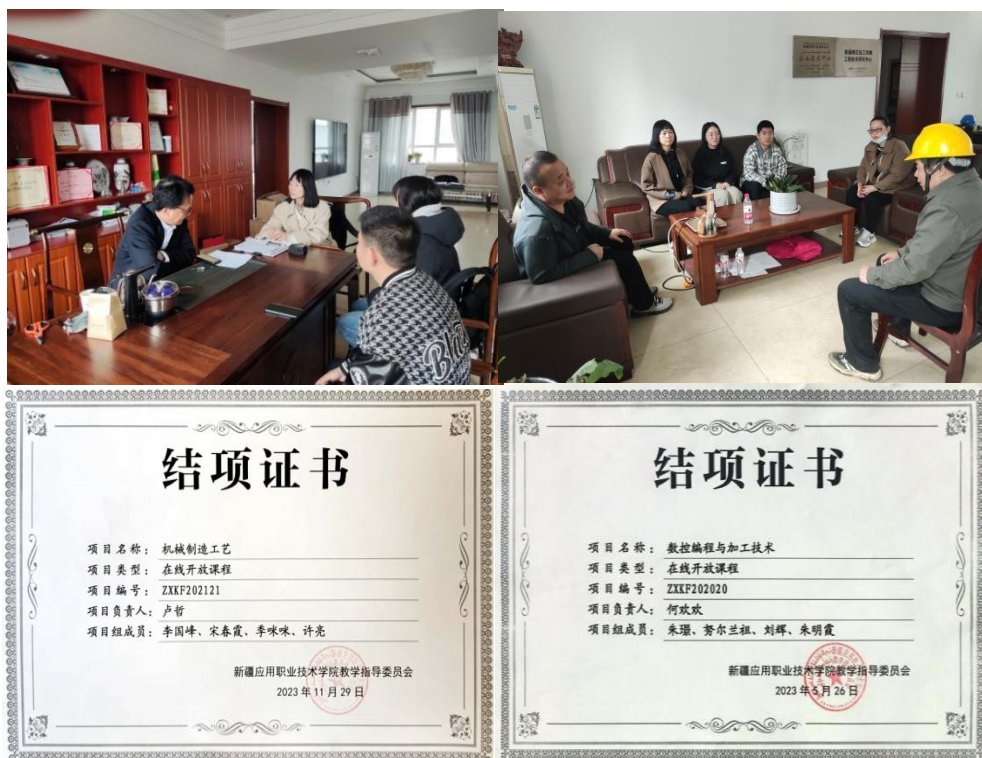 结项证书
项目名称：机械制造工艺
项目类型：在线开放课程
项目编号：ZXKF202121
项目负责人：卢哲
项目组成员：李国峰、宋春霞、季咪咪、许亮
新疆应用职业技术学院教学指导委员会
2023年11月29日
结项证书
项目名称：数控编程与加工技术
项目类型：在线开放课程
项目编号：ZXKF202020
项目负责人：何欢欢
项目组成员：朱璟、努尔兰祖、刘辉、朱明霞
新疆应用职业技术学院教学指导委员会
2023年5月26日